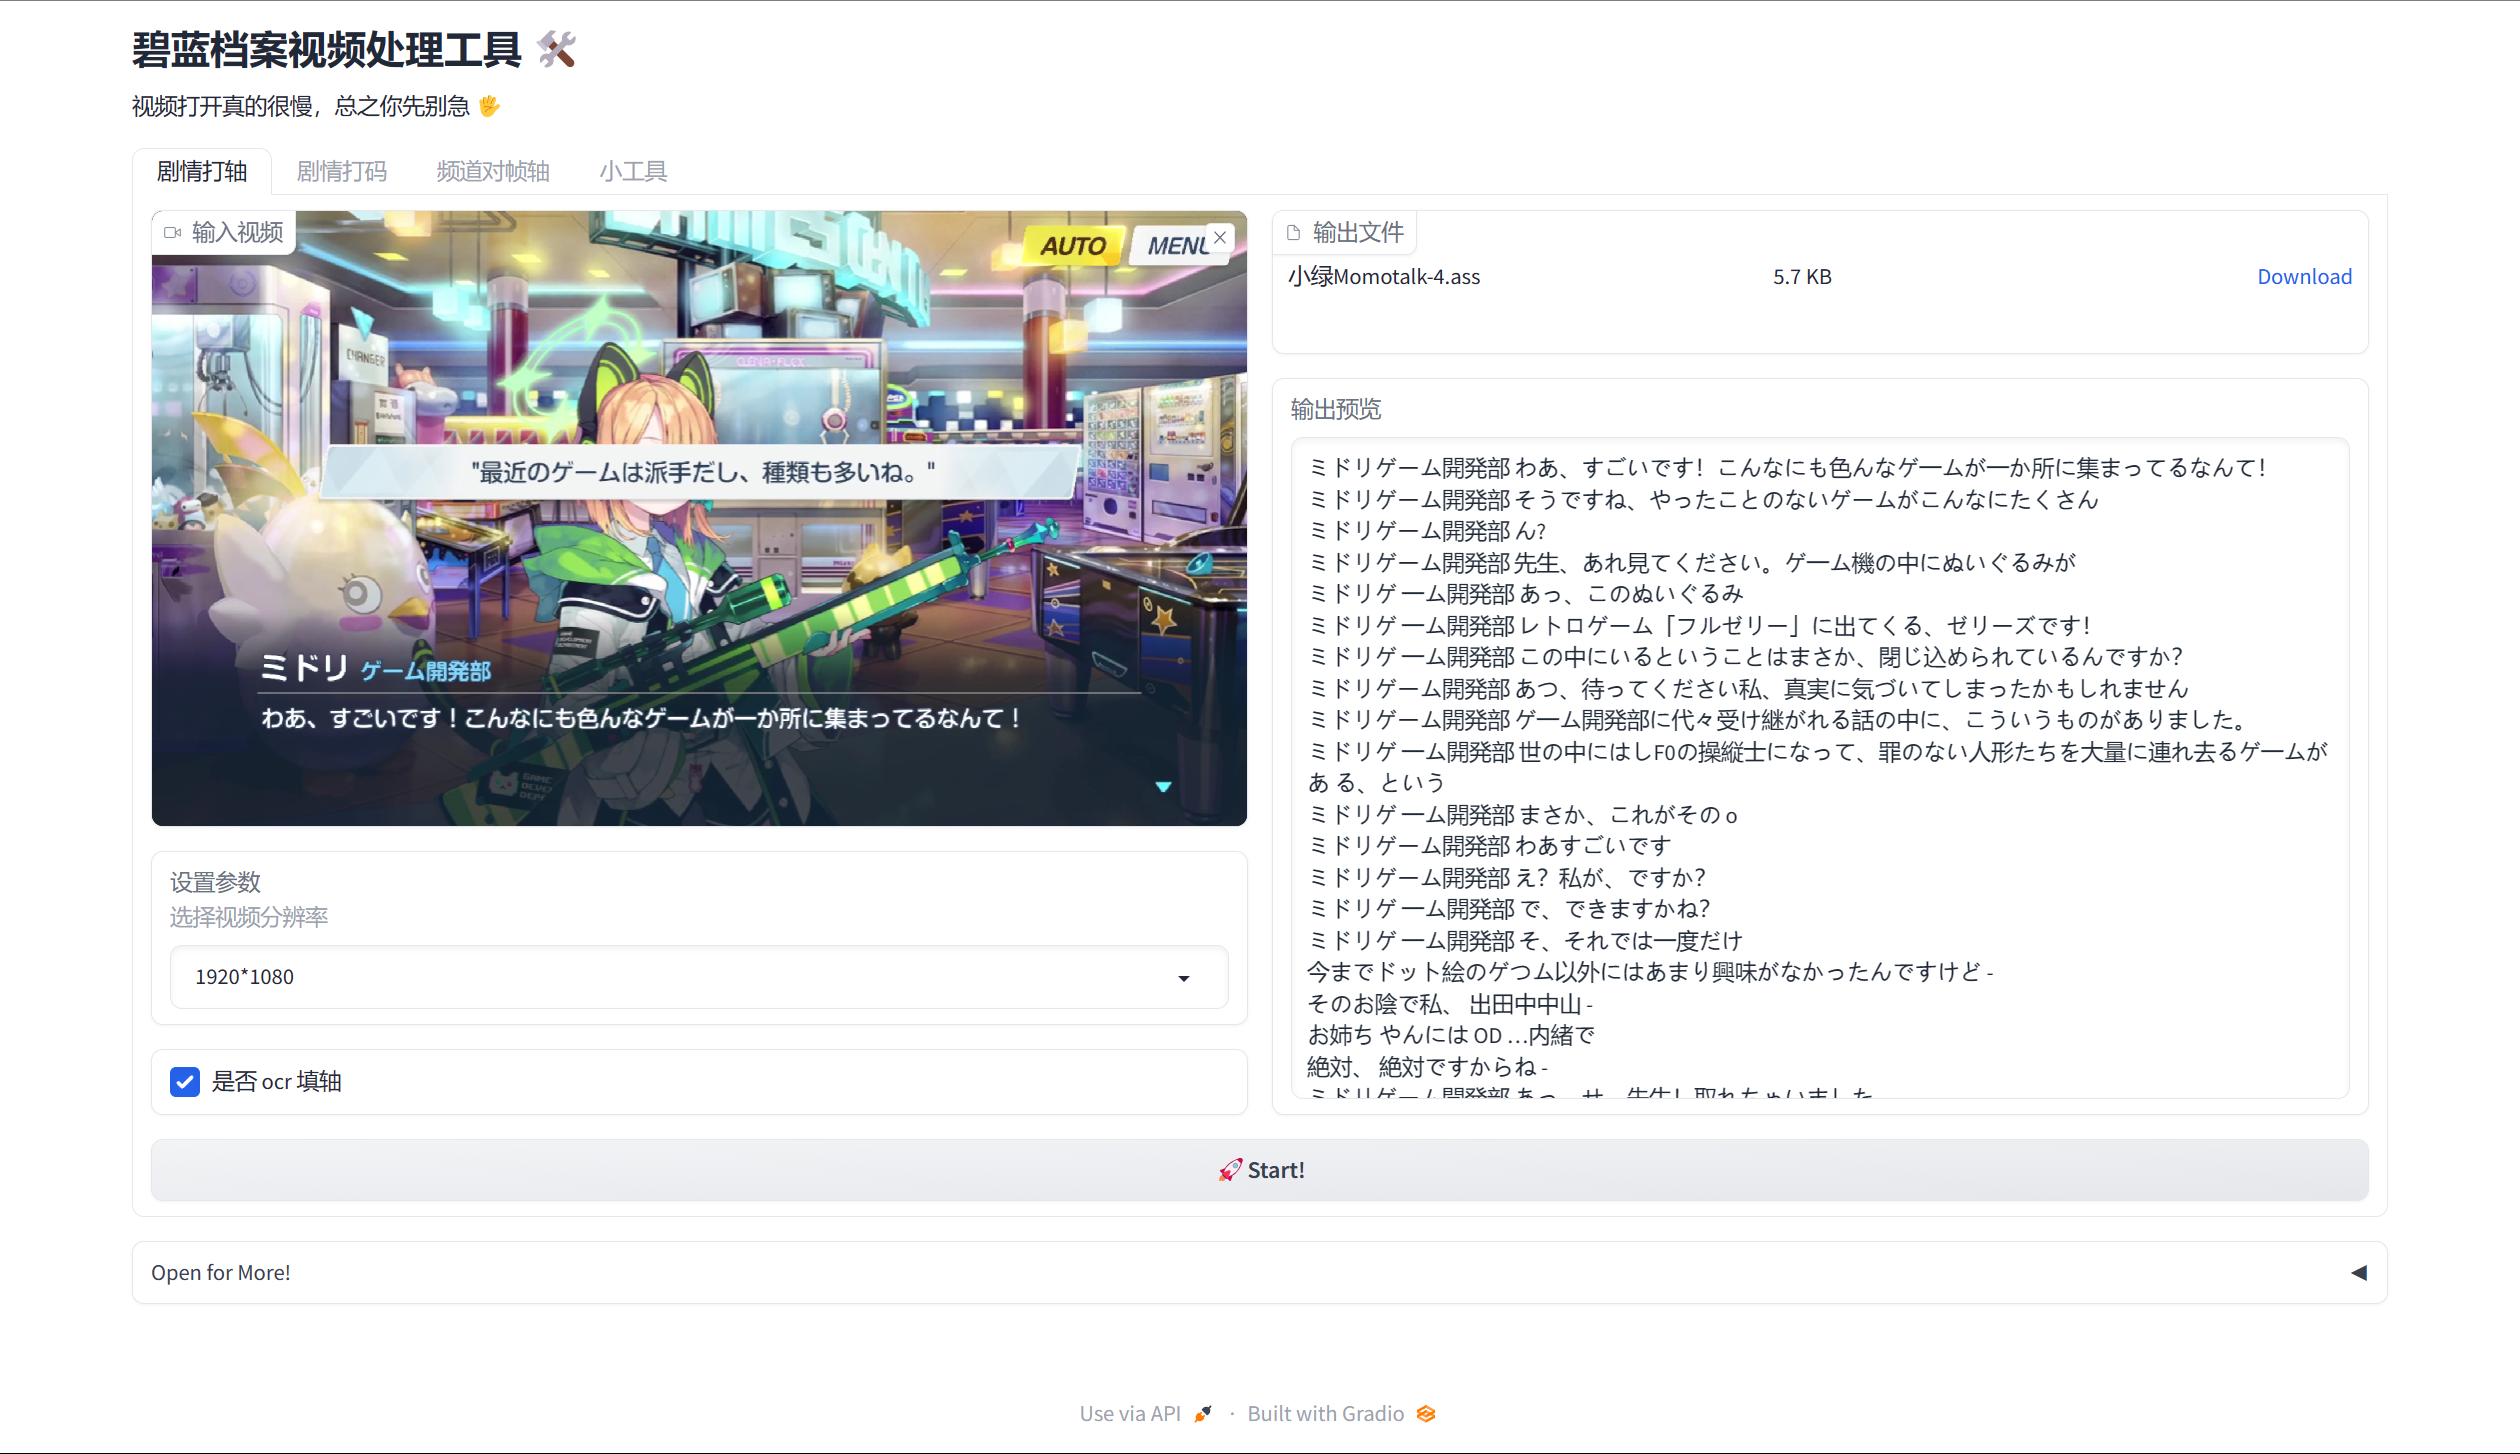 碧蓝档案视频处理工具 🛠️
视频打开真的很慢，总之你先别急 🖐️
剧情打轴 剧情打码 频道对帧轴 小工具
输入视频
AUTO MENU
CHANGER
"最近のゲームは派手だし、種類も多いね。"
ミドリ ゲーム開発部
わあ、すごいです！こんなにも色んなゲームが一か所に集まってるなんて！
设置参数
选择视频分辨率
1920*1080
是否 ocr 填轴
输出文件
小绿Momotalk-4.ass 5.7 KB Download
输出预览
ミドリゲーム開発部 わあ、すごいです！こんなにも色んなゲームが一か所に集まってるなんて！
ミドリゲーム開発部 そうですね、やったことのないゲームがこんなにたくさん
ミドリゲーム開発部 ん?
ミドリゲーム開発部 先生、あれ見てください。ゲーム機の中にぬいぐるみが
ミドリゲ一ム開発部 あっ、このぬいぐるみ
ミドリゲ一ム開発部 レトロゲーム「フルゼリー」に出てくる、ゼリーズです！
ミドリゲ一ム開発部 この中にいるということはまさか、閉じ込められているんですか?
ミドリゲ一ム開発部 あつ、待ってください私、真実に気づいてしまったかもしれません
ミドリゲーム開発部 ゲーム開発部に代々受け継がれる話の中に、こういうものがありました。
ミドリゲ一ム開発部 世の中にはしF0の操縦士になって、罪のない人形たちを大量に連れ去るゲームが
あ る、という
ミドリゲ一ム開発部 まさか、これがその o
ミドリゲーム開発部 わあすごいです
ミドリゲーム開発部 え？私が、ですか?
ミドリゲ一ム開発部 で、できますかね?
ミドリゲ一ム開発部 そ、それでは一度だけ
今までドット絵のゲつム以外にはあまり興味がなかったんですけど -
そのお陰で私、 出田中中山 -
お姉ち やんには OD …内緒で
絶対、 絶対ですからね -
ミドリゲーム開発部 あっ、せ、先生！取れちゃいました
🚀 Start!
Open for More!
Use via API 🚀 · Built with Gradio